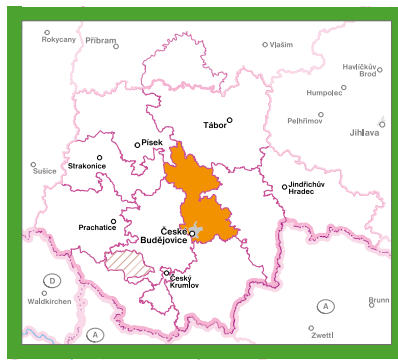 Rokycany
Příbram
Vlašim
Havlíčkův
Brod
Humpolec
Pelhřimov
Jihlava
Tábor
Písek
Strakonice
Sušice
Jindřichův
Hradec
Prachatice
České
Budějovice
Český
Krumlov
D
Waldkirchen
A
A
Brunn
Zwettl